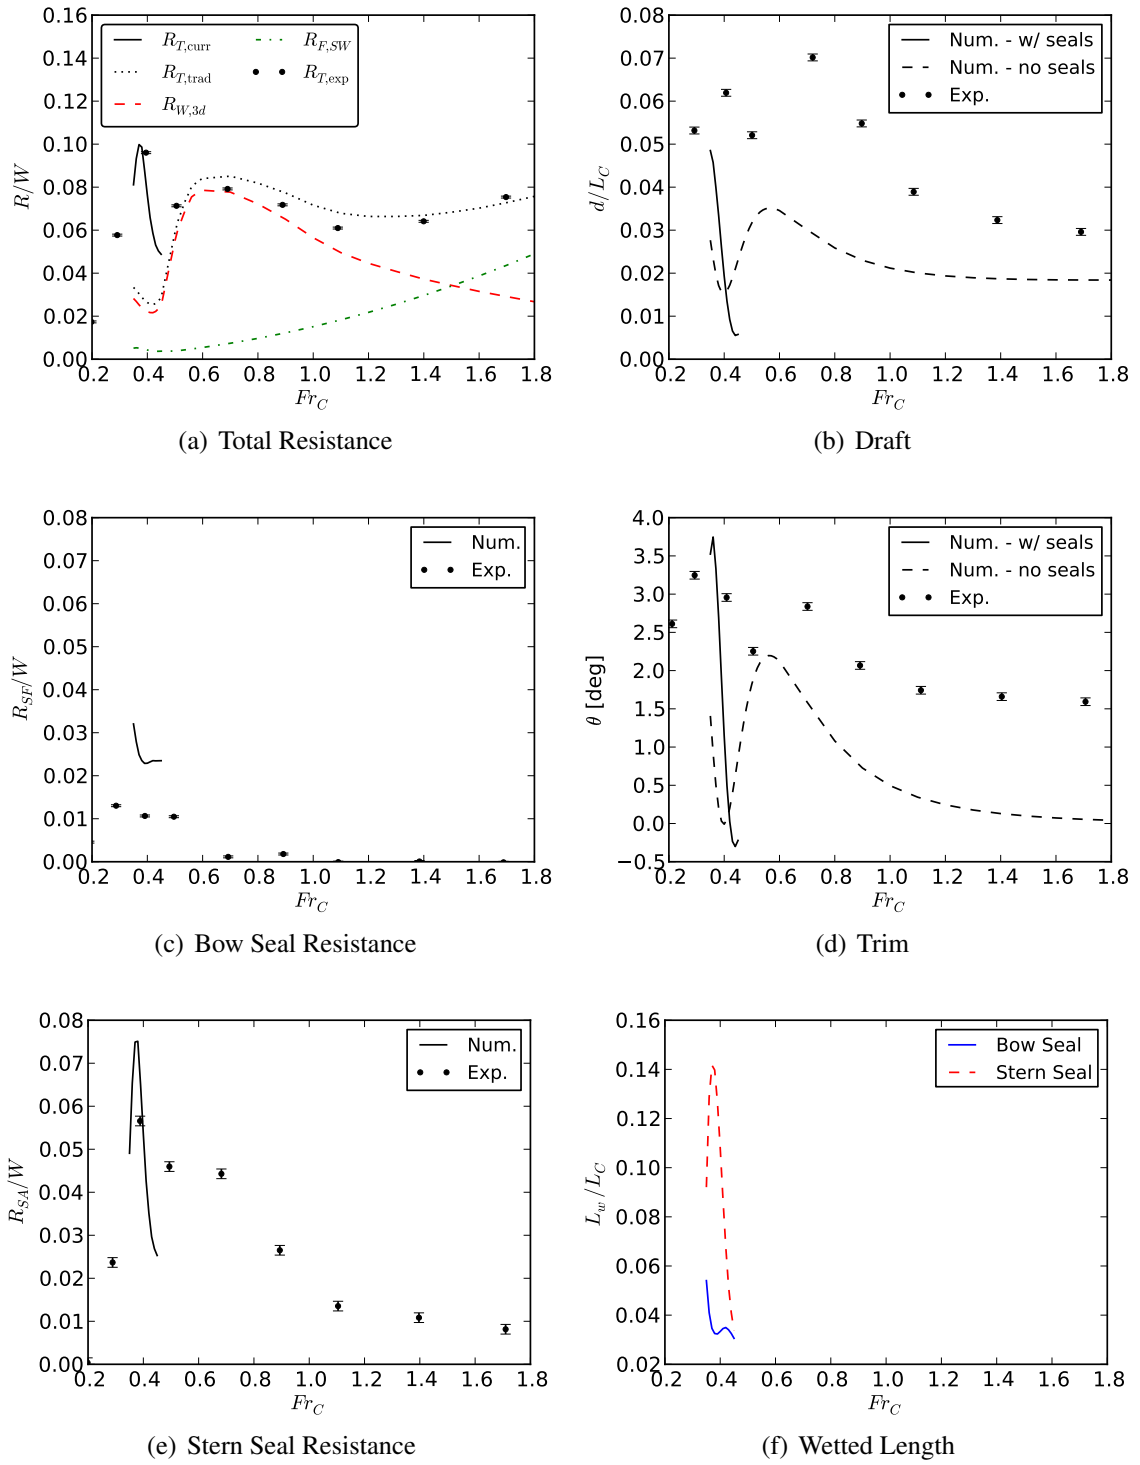 0.16
0.14
0.12
0.10
0.08
0.06
0.04
0.02
0.00
R/W
R_{T,curr}
R_{T,trad}
R_{W,3d}
R_{F,SW}
R_{T,exp}
0.2 0.4 0.6 0.8 1.0 1.2 1.4 1.6 1.8
Fr_C
(a) Total Resistance
0.08
0.07
0.06
0.05
0.04
0.03
0.02
0.01
0.00
d/L_C
Num. - w/ seals
Num. - no seals
Exp.
0.2 0.4 0.6 0.8 1.0 1.2 1.4 1.6 1.8
Fr_C
(b) Draft
0.08
0.07
0.06
0.05
0.04
0.03
0.02
0.01
0.00
R_{SF}/W
Num.
Exp.
0.2 0.4 0.6 0.8 1.0 1.2 1.4 1.6 1.8
Fr_C
(c) Bow Seal Resistance
4.0
3.5
3.0
2.5
2.0
1.5
1.0
0.5
0.0
−0.5
θ [deg]
Num. - w/ seals
Num. - no seals
Exp.
0.2 0.4 0.6 0.8 1.0 1.2 1.4 1.6 1.8
Fr_C
(d) Trim
0.08
0.07
0.06
0.05
0.04
0.03
0.02
0.01
0.00
R_{SA}/W
Num.
Exp.
0.2 0.4 0.6 0.8 1.0 1.2 1.4 1.6 1.8
Fr_C
(e) Stern Seal Resistance
0.16
0.14
0.12
0.10
0.08
0.06
0.04
0.02
L_w/L_C
Bow Seal
Stern Seal
0.2 0.4 0.6 0.8 1.0 1.2 1.4 1.6 1.8
Fr_C
(f) Wetted Length